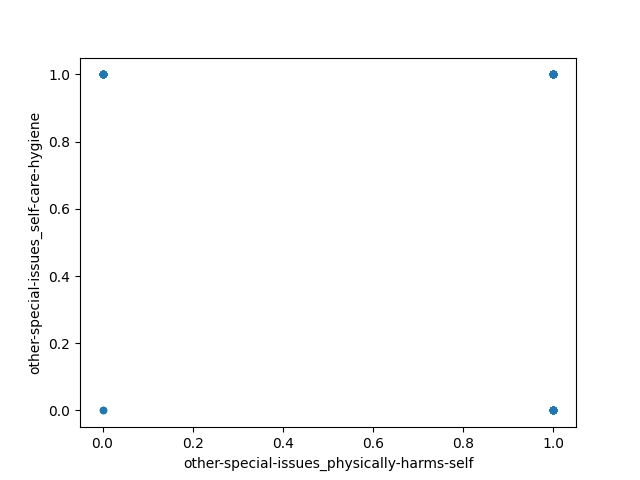 1.0
0.8
0.6
0.4
0.2
0.0
other-special-issues_self-care-hygiene
0.0 0.2 0.4 0.6 0.8 1.0
other-special-issues_physically-harms-self